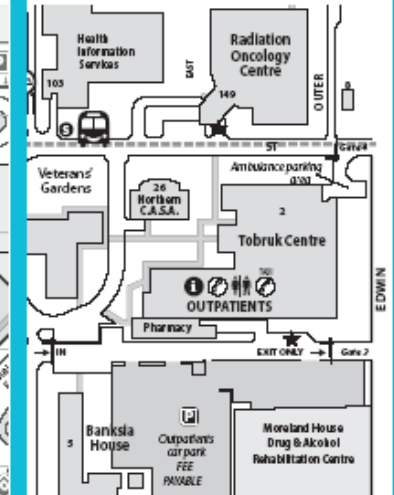 Health
Information
Services
103
Radiation
Oncology
Centre
149
EAST
OUTER
8
S
ST
Gate 4
Ambulance parking
area
Veterans'
Gardens
26
Northern
C.A.S.A.
2
Tobruk Centre
OUTPATIENTS
EDWIN
Pharmacy
IN
EXIT ONLY
Gate 2
5
Banksia
House
P
Outpatients
car park
FEE
PAYABLE
Moreland House
Drug & Alcohol
Rehabilitation Centre